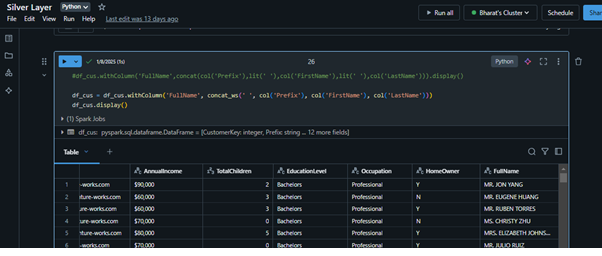 Silver Layer Python
File Edit View Run Help Last edit was 13 days ago
Run all Bharat's Cluster Schedule Share
1/8/2025 (1s) 26 Python
#df_cus.withColumn('FullName',concat(col('Prefix'),lit(' '),col('FirstName'),lit(' '),col('LastName'))).display()
df_cus = df_cus.withColumn('FullName', concat_ws(' ', col('Prefix'), col('FirstName'), col('LastName')))
df_cus.display()
(1) Spark Jobs
df_cus: pyspark.sql.dataframe.DataFrame = [CustomerKey: integer, Prefix: string ... 12 more fields]
Table +
AnnualIncome TotalChildren EducationLevel Occupation HomeOwner FullName
1 -works.com $90,000 2 Bachelors Professional Y MR. JON YANG
2 nture-works.com $60,000 3 Bachelors Professional N MR. EUGENE HUANG
3 ure-works.com $60,000 3 Bachelors Professional Y MR. RUBEN TORRES
4 ture-works.com $70,000 0 Bachelors Professional N MS. CHRISTY ZHU
5 enture-works.com $80,000 5 Bachelors Professional Y MRS. ELIZABETH JOHNS...
6 -works.com $70,000 0 Bachelors Professional Y MR. JULIO RUIZ